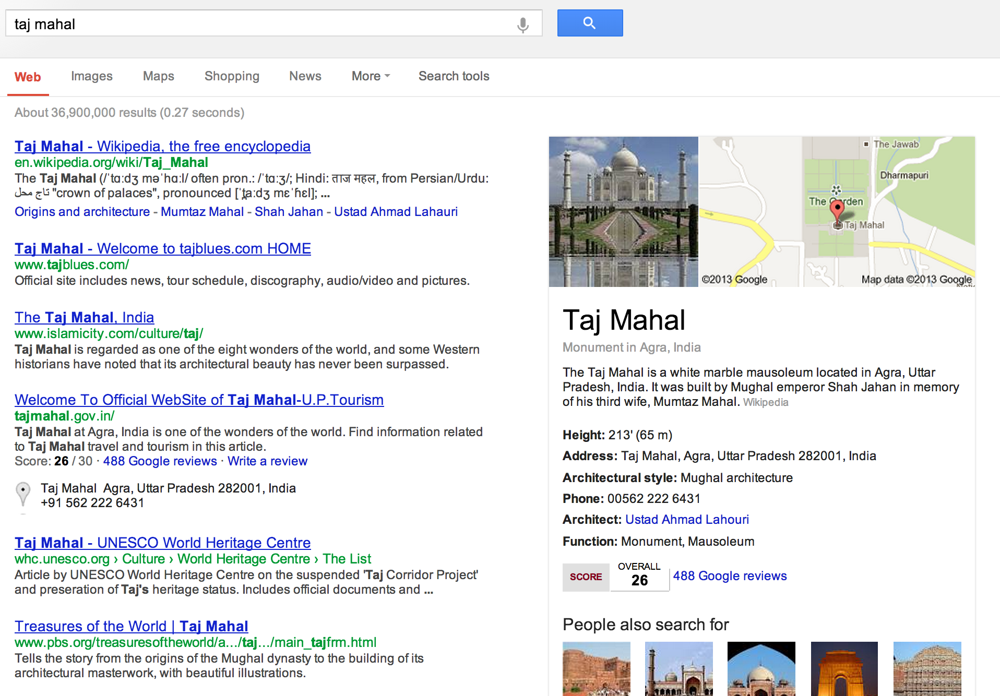 taj mahal
Web Images Maps Shopping News More Search tools
About 36,900,000 results (0.27 seconds)
Taj Mahal - Wikipedia, the free encyclopedia
en.wikipedia.org/wiki/Taj_Mahal
The Taj Mahal (/ˈtɑːdʒ məˈhɑːl/ often pron.: /ˈtɑːʒ/; Hindi: ताज महल, from Persian/Urdu:
تاج محل "crown of palaces", pronounced [ˈt̪aːdʒ mɛˈɦɛl]; ...
Origins and architecture - Mumtaz Mahal - Shah Jahan - Ustad Ahmad Lahauri
Taj Mahal - Welcome to tajblues.com HOME
www.tajblues.com/
Official site includes news, tour schedule, discography, audio/video and pictures.
The Taj Mahal, India
www.islamicity.com/culture/taj/
Taj Mahal is regarded as one of the eight wonders of the world, and some Western
historians have noted that its architectural beauty has never been surpassed.
Welcome To Official WebSite of Taj Mahal-U.P.Tourism
tajmahal.gov.in/
Taj Mahal at Agra, India is one of the wonders of the world. Find information related
to Taj Mahal travel and tourism in this article.
Score: 26 / 30 · 488 Google reviews · Write a review
Taj Mahal Agra, Uttar Pradesh 282001, India
+91 562 222 6431
Taj Mahal - UNESCO World Heritage Centre
whc.unesco.org › Culture › World Heritage Centre › The List
Article by UNESCO World Heritage Centre on the suspended 'Taj Corridor Project'
and preseration of Taj's heritage status. Includes official documents and ...
Treasures of the World | Taj Mahal
www.pbs.org/treasuresoftheworld/a.../taj.../main_tajfrm.html
Tells the story from the origins of the Mughal dynasty to the building of its
architectural masterwork, with beautiful illustrations.
The Jawab
Dharmapuri
The Garden
Taj Mahal
©2013 Google
Map data ©2013 Google
Taj Mahal
Monument in Agra, India
The Taj Mahal is a white marble mausoleum located in Agra, Uttar
Pradesh, India. It was built by Mughal emperor Shah Jahan in memory
of his third wife, Mumtaz Mahal. Wikipedia
Height: 213' (65 m)
Address: Taj Mahal, Agra, Uttar Pradesh 282001, India
Architectural style: Mughal architecture
Phone: 00562 222 6431
Architect: Ustad Ahmad Lahouri
Function: Monument, Mausoleum
SCORE
OVERALL
26
488 Google reviews
People also search for